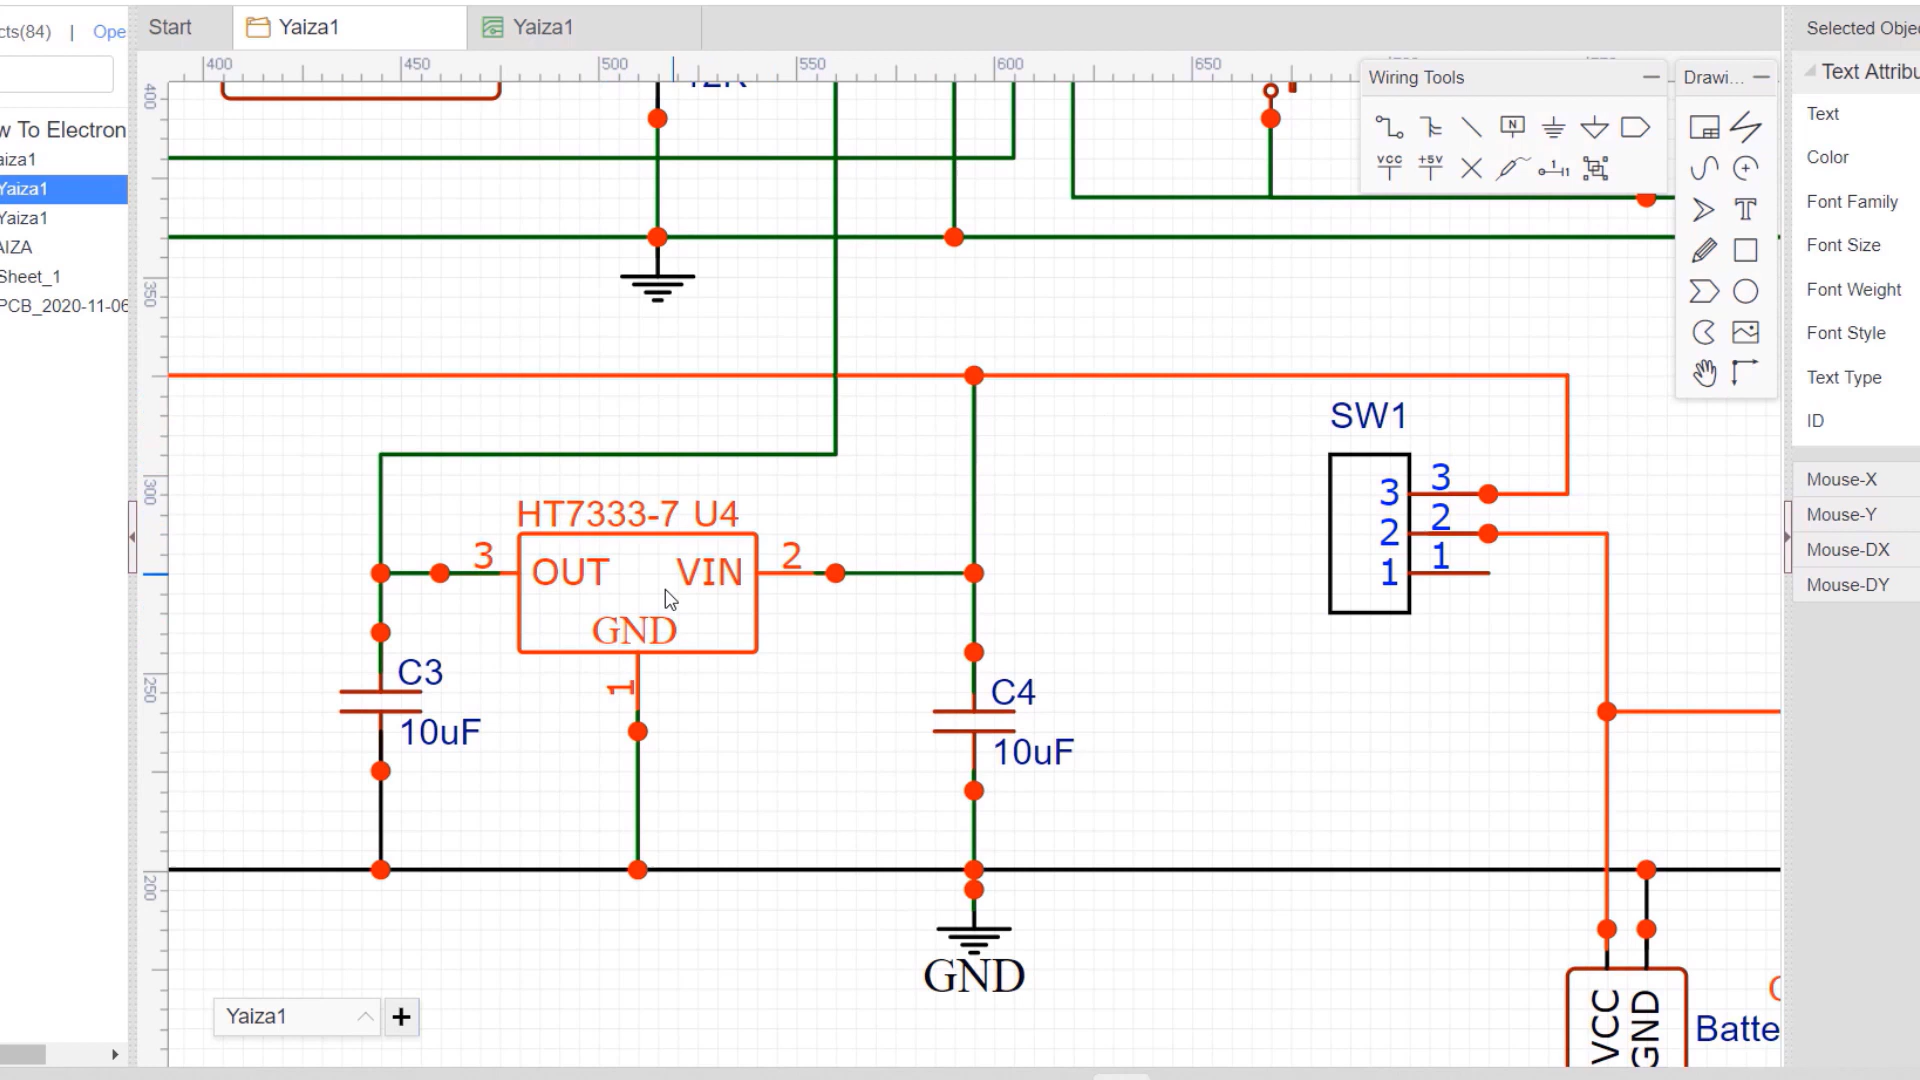 cts(84) | Ope
Start
Yaiza1
Yaiza1
Selected Objec
w To Electron
aiza1
Yaiza1
Yaiza1
AIZA
Sheet_1
PCB_2020-11-06
400
450
500
550
600
650
400
350
300
250
200
12K
Wiring Tools
Drawi...
N
VCC
+5V
T
Text Attribu
Text
Color
Font Family
Font Size
Font Weight
Font Style
Text Type
ID
Mouse-X
Mouse-Y
Mouse-DX
Mouse-DY
SW1
3 3
2 2
1 1
HT7333-7 U4
3 OUT VIN 2
GND
1
C3
10uF
C4
10uF
GND
VCC
GND
Batte
Yaiza1